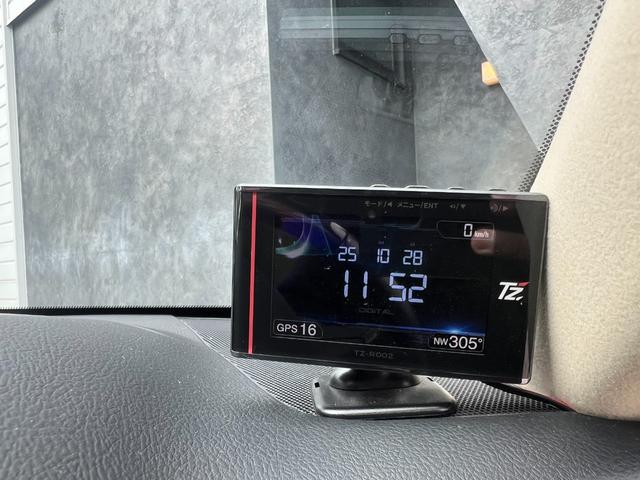 モード/◀ メニュー/ENT
0 km/h
25 10 28
11 52
DIGITAL
Tz.
GPS 16
NW 305°
TZ-R002